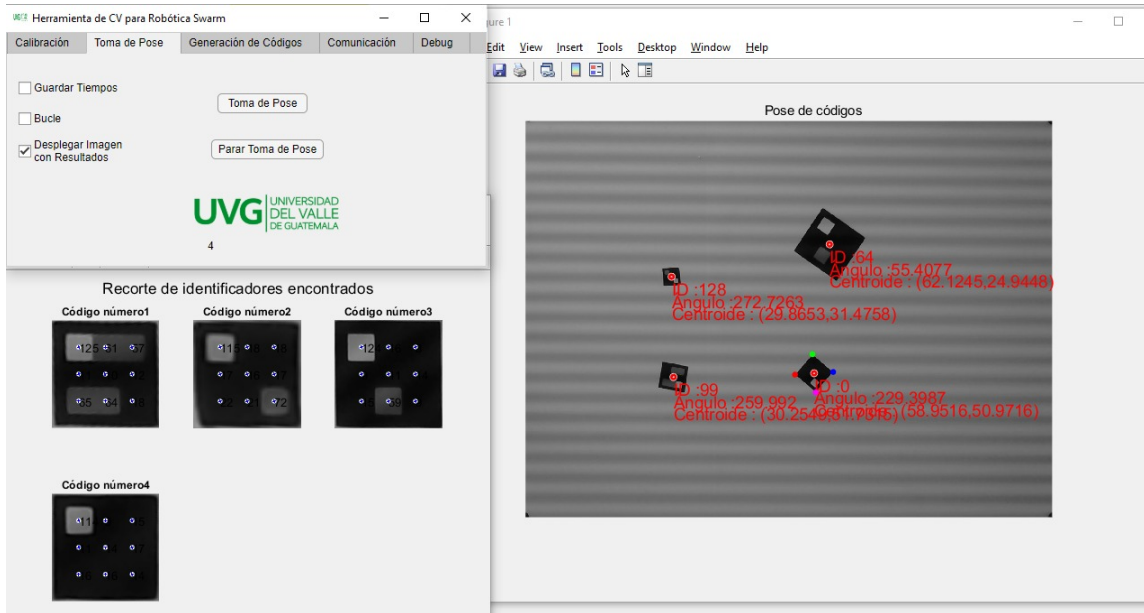 Herramienta de CV para Robótica Swarm
Calibración
Toma de Pose
Generación de Códigos
Comunicación
Debug
Guardar Tiempos
Bucle
Desplegar Imagen
con Resultados
Toma de Pose
Parar Toma de Pose
UVG
UNIVERSIDAD
DEL VALLE
DE GUATEMALA
4
Recorte de identificadores encontrados
Código número1
Código número2
Código número3
Código número4
gure 1
Edit View Insert Tools Desktop Window Help
Pose de códigos
ID :64
Angulo :55.4077
Centroide : (62.1245,24.9448)
ID :128
Angulo :272.7263
Centroide : (29.8653,31.4758)
ID :99
Angulo :259.992
Centroide :
ID :0
Angulo :229.3987
(58.9516,50.9716)